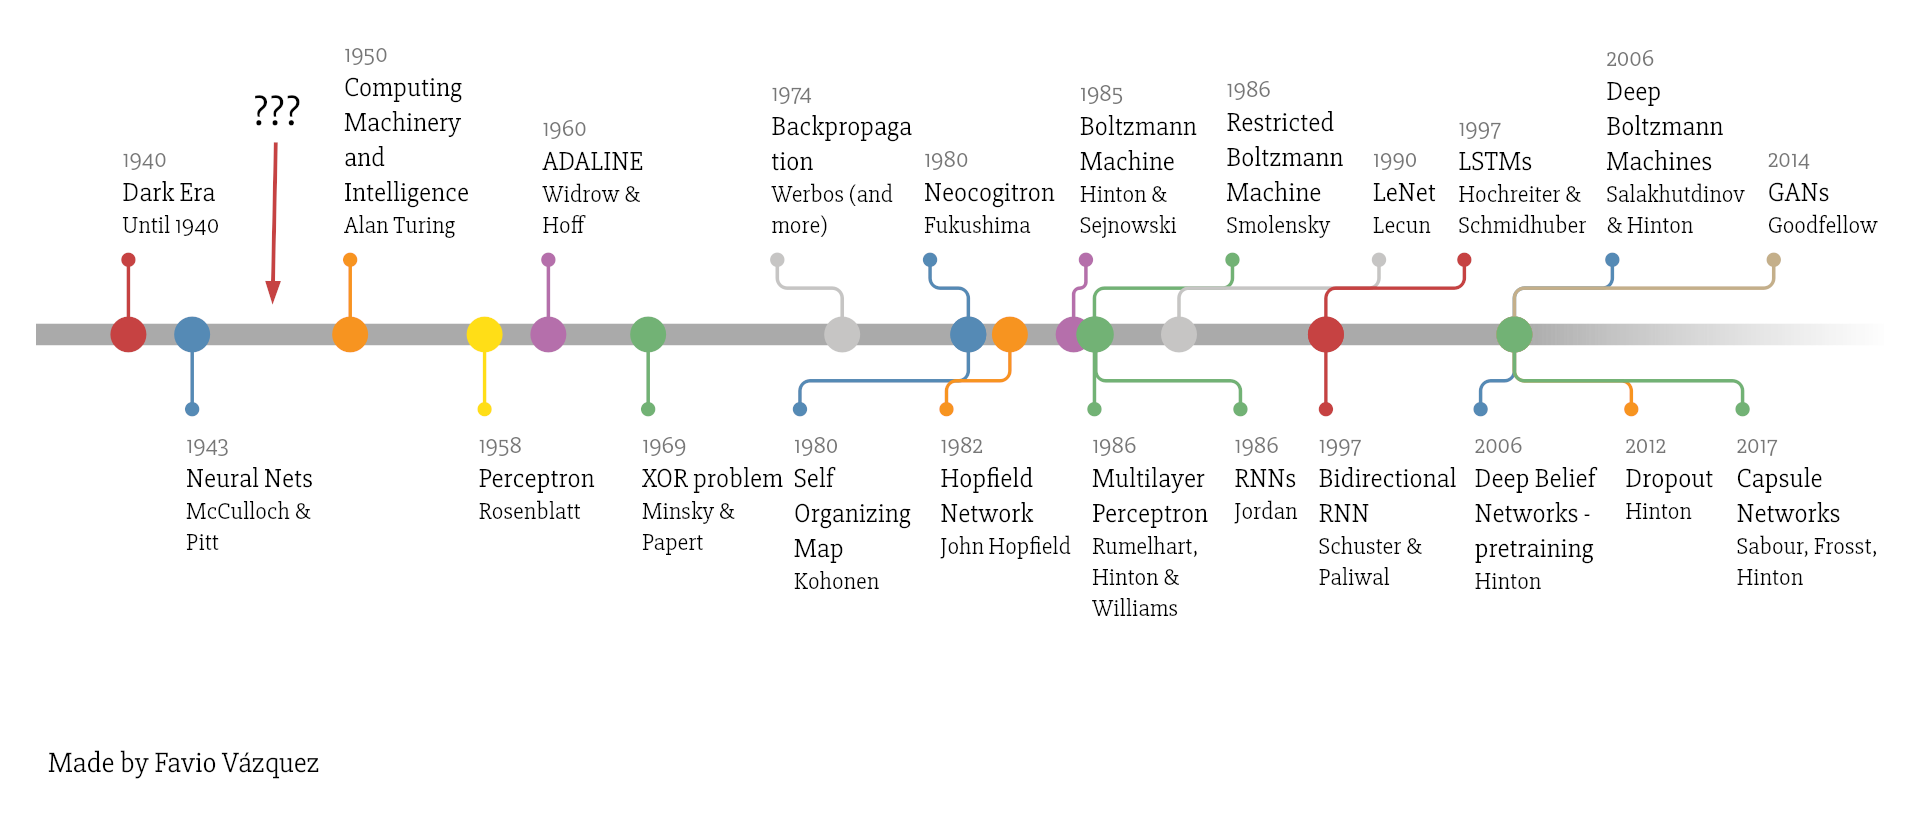 ???
1940
Dark Era
Until 1940
1950
Computing
Machinery
and
Intelligence
Alan Turing
1960
ADALINE
Widrow &
Hoff
1974
Backpropaga
tion
Werbos (and
more)
1980
Neocogitron
Fukushima
1985
Boltzmann
Machine
Hinton &
Sejnowski
1986
Restricted
Boltzmann
Machine
Smolensky
1990
LeNet
Lecun
1997
LSTMs
Hochreiter &
Schmidhuber
2006
Deep
Boltzmann
Machines
Salakhutdinov
& Hinton
2014
GANs
Goodfellow
1943
Neural Nets
McCulloch &
Pitt
1958
Perceptron
Rosenblatt
1969
XOR problem
Minsky &
Papert
1980
Self
Organizing
Map
Kohonen
1982
Hopfield
Network
John Hopfield
1986
Multilayer
Perceptron
Rumelhart,
Hinton &
Williams
1986
RNNs
Jordan
1997
Bidirectional
RNN
Schuster &
Paliwal
2006
Deep Belief
Networks -
pretraining
Hinton
2012
Dropout
Hinton
2017
Capsule
Networks
Sabour, Frosst,
Hinton
Made by Favio Vázquez